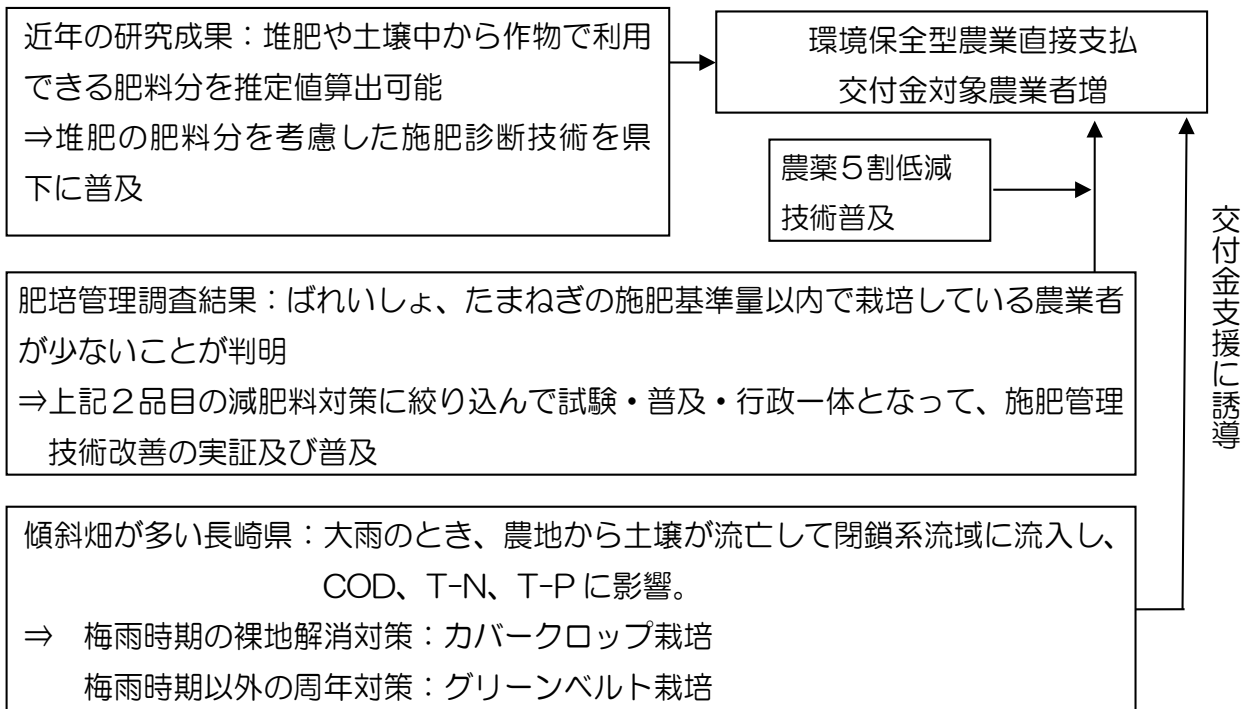 近年の研究成果：堆肥や土壌中から作物で利用
できる肥料分を推定値算出可能
⇒堆肥の肥料分を考慮した施肥診断技術を県
下に普及
環境保全型農業直接支払
交付金対象農業者増
農薬５割低減
技術普及
交付金支援に誘導
肥培管理調査結果：ばれいしょ、たまねぎの施肥基準量以内で栽培している農業者
が少ないことが判明
⇒上記２品目の減肥料対策に絞り込んで試験・普及・行政一体となって、施肥管理
技術改善の実証及び普及
傾斜畑が多い長崎県：大雨のとき、農地から土壌が流亡して閉鎖系流域に流入し、
COD、T-N、T-Pに影響。
⇒　梅雨時期の裸地解消対策：カバークロップ栽培
梅雨時期以外の周年対策：グリーンベルト栽培